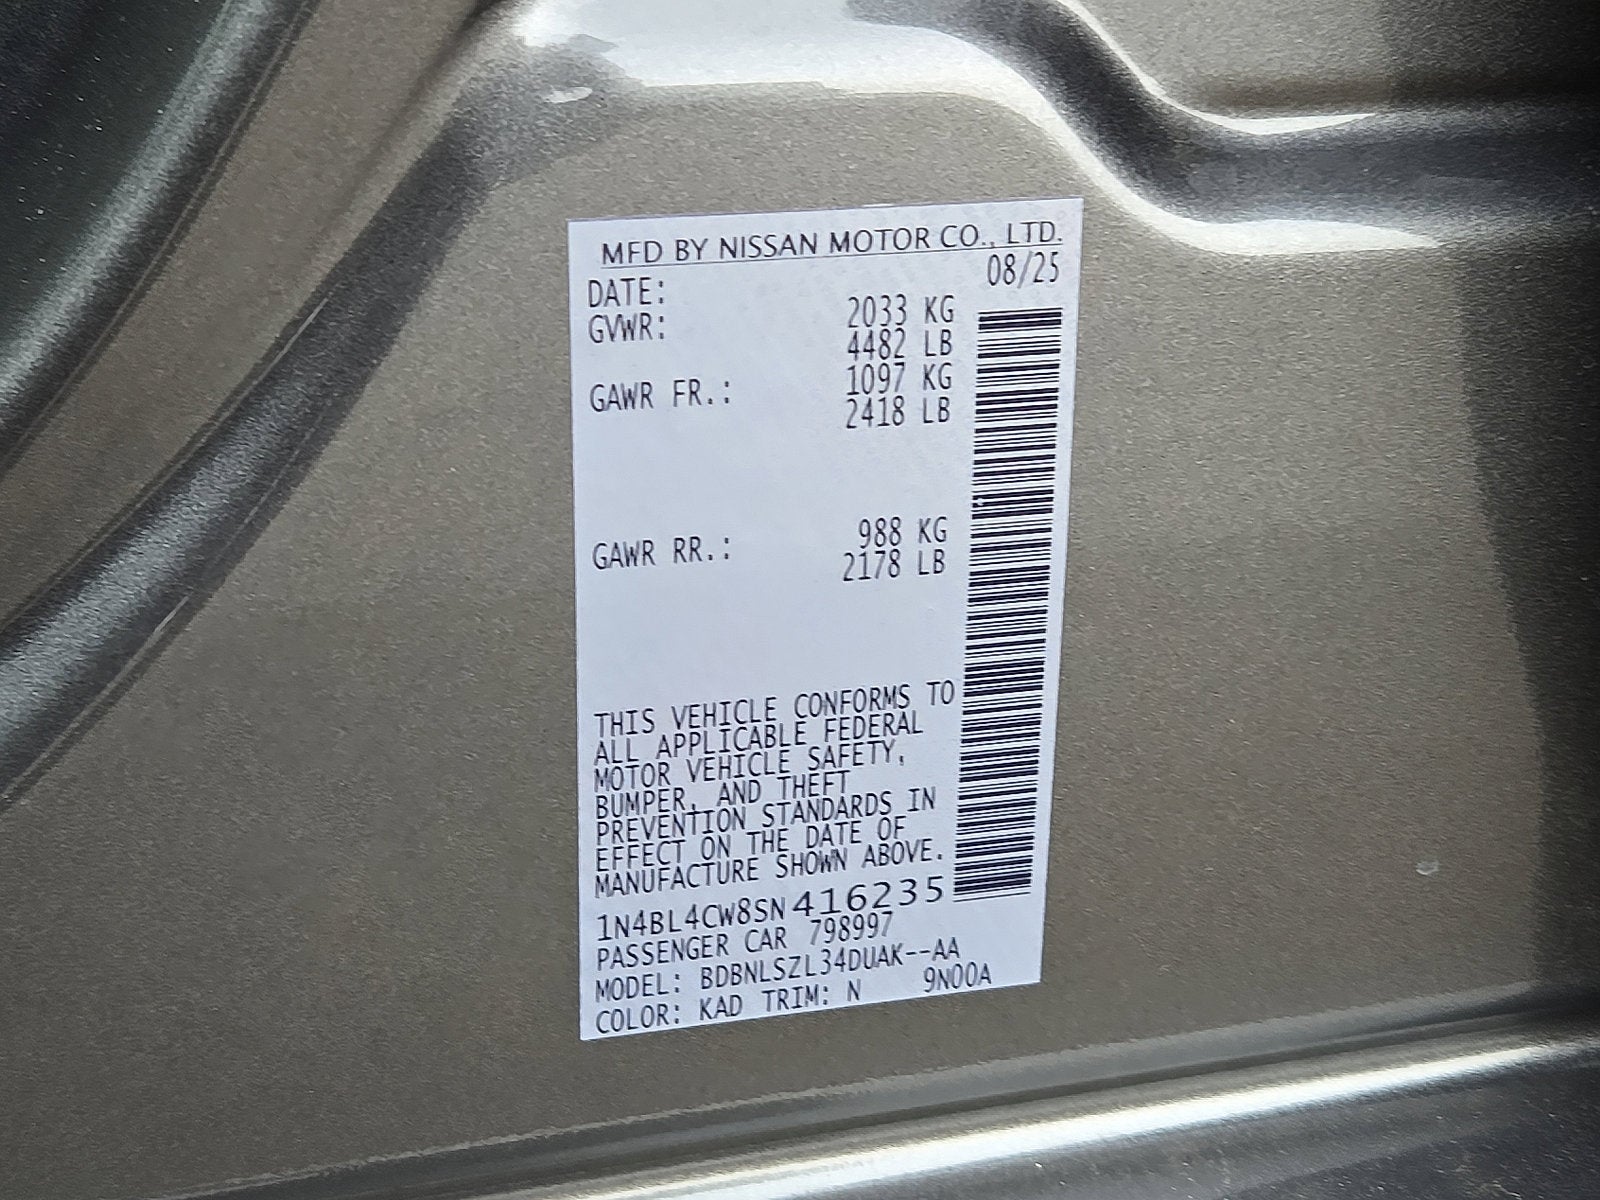 MFD BY NISSAN MOTOR CO., LTD.
DATE: 08/25
GVWR: 2033 KG
4482 LB
GAWR FR.: 1097 KG
2418 LB
GAWR RR.: 988 KG
2178 LB
THIS VEHICLE CONFORMS TO
ALL APPLICABLE FEDERAL
MOTOR VEHICLE SAFETY,
BUMPER, AND THEFT
PREVENTION STANDARDS IN
EFFECT ON THE DATE OF
MANUFACTURE SHOWN ABOVE.
1N4BL4CW8SN416235
PASSENGER CAR 798997
MODEL: BDBNLSZL34DUAK--AA
COLOR: KAD TRIM: N 9N00A